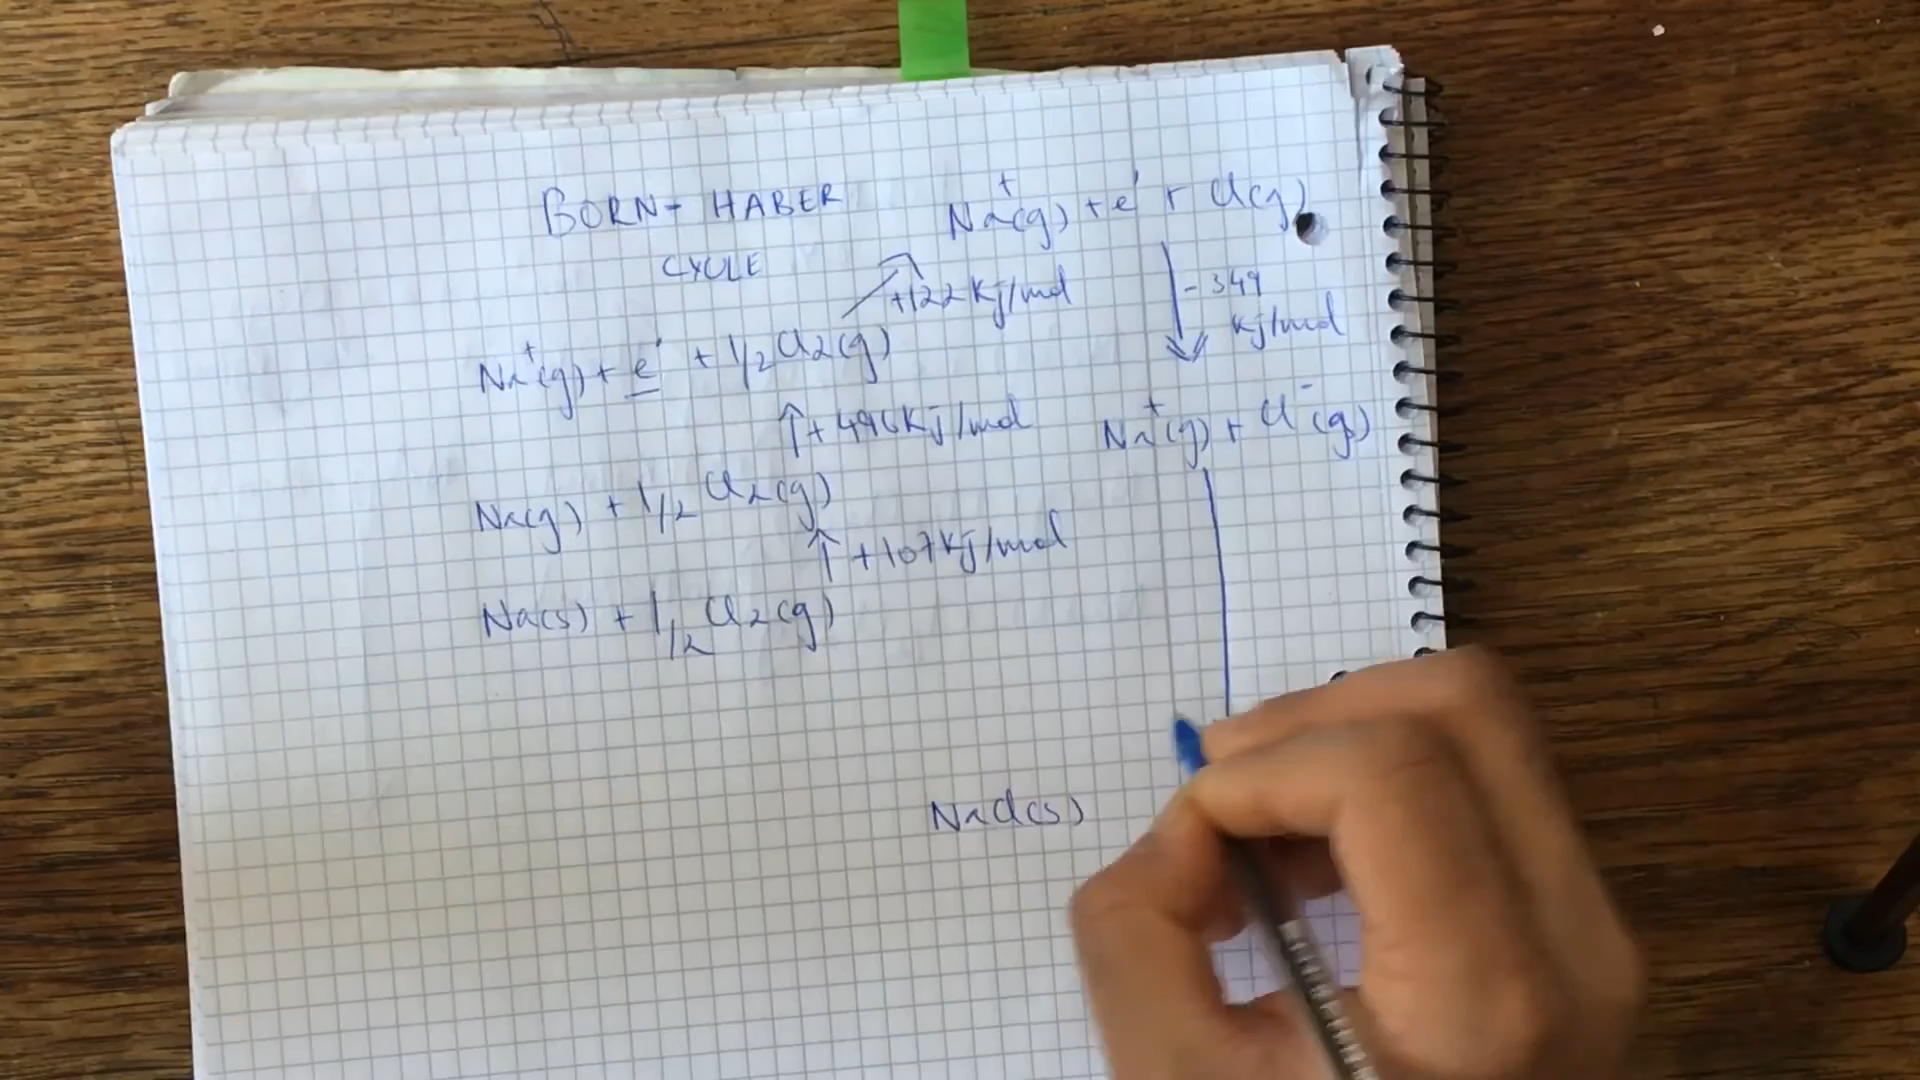 BORN-HABER
CYCLE
Na⁺(g) + e' + Cl(g)
+122 kJ/mol
-349
kJ/mol
Na⁺(g) + e' + 1/2 Cl2(g)
+496 kJ/mol
Na⁺(g) + Cl⁻(g)
Na(g) + 1/2 Cl2(g)
+107 kJ/mol
Na(s) + 1/2 Cl2(g)
NaCl(s)